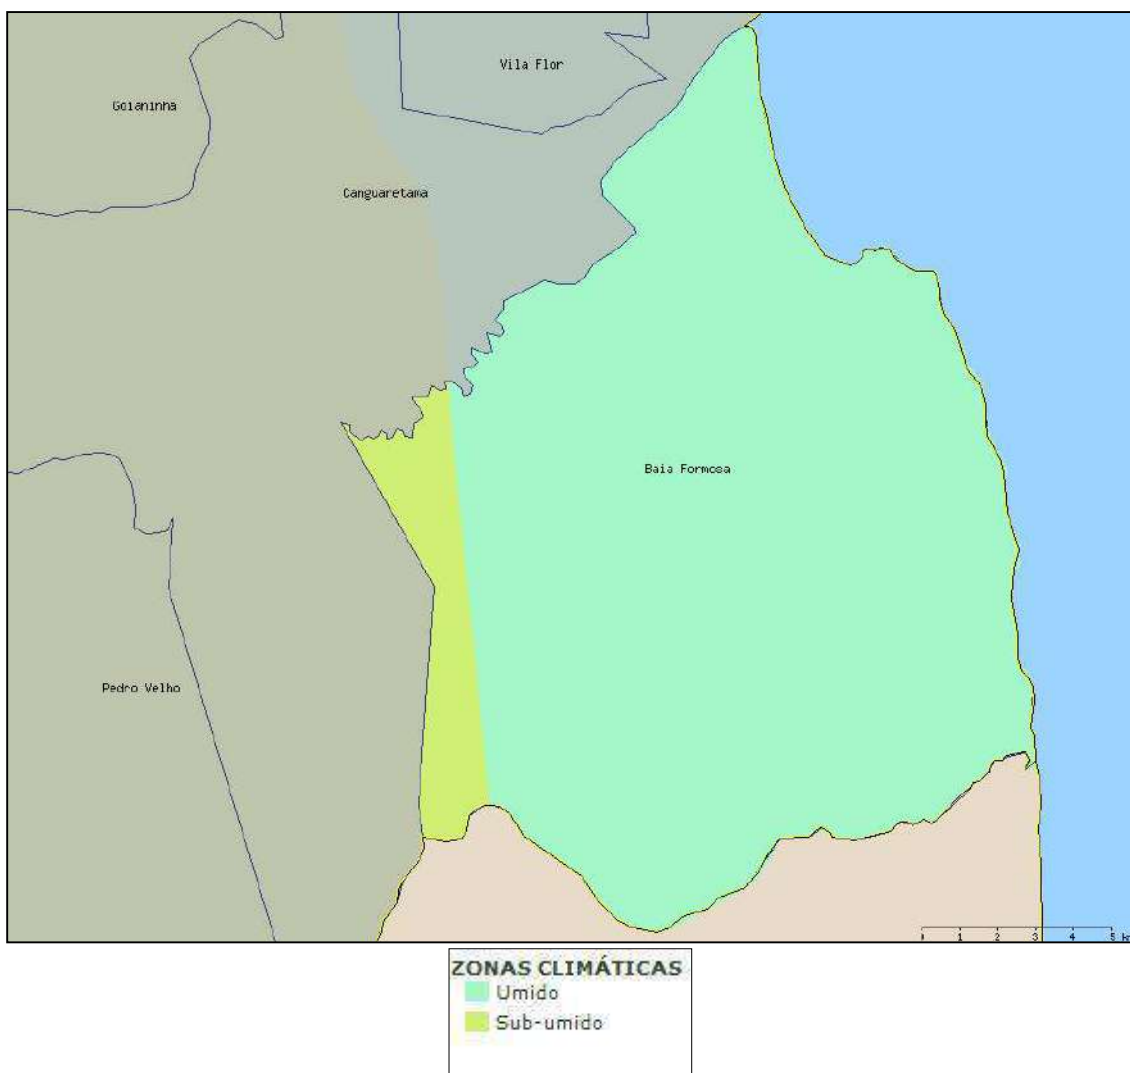 Vila Flor
Goianinha
Canguaretama
Baia Formosa
Pedro Velho
1 2 3 4 5 k
ZONAS CLIMÁTICAS
Umido
Sub-umido